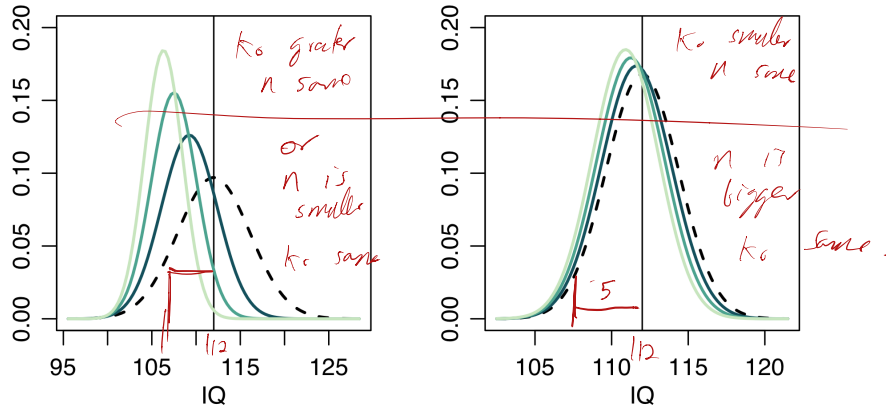 0.20
0.15
0.10
0.05
0.00
95
105
115
125
IQ
k₀ greater
n same
or
n is
smaller
k₀ same
112
0.20
0.15
0.10
0.05
0.00
105
110
115
120
IQ
k₀ smaller
n same
n is
bigger
k₀ same.
5
112